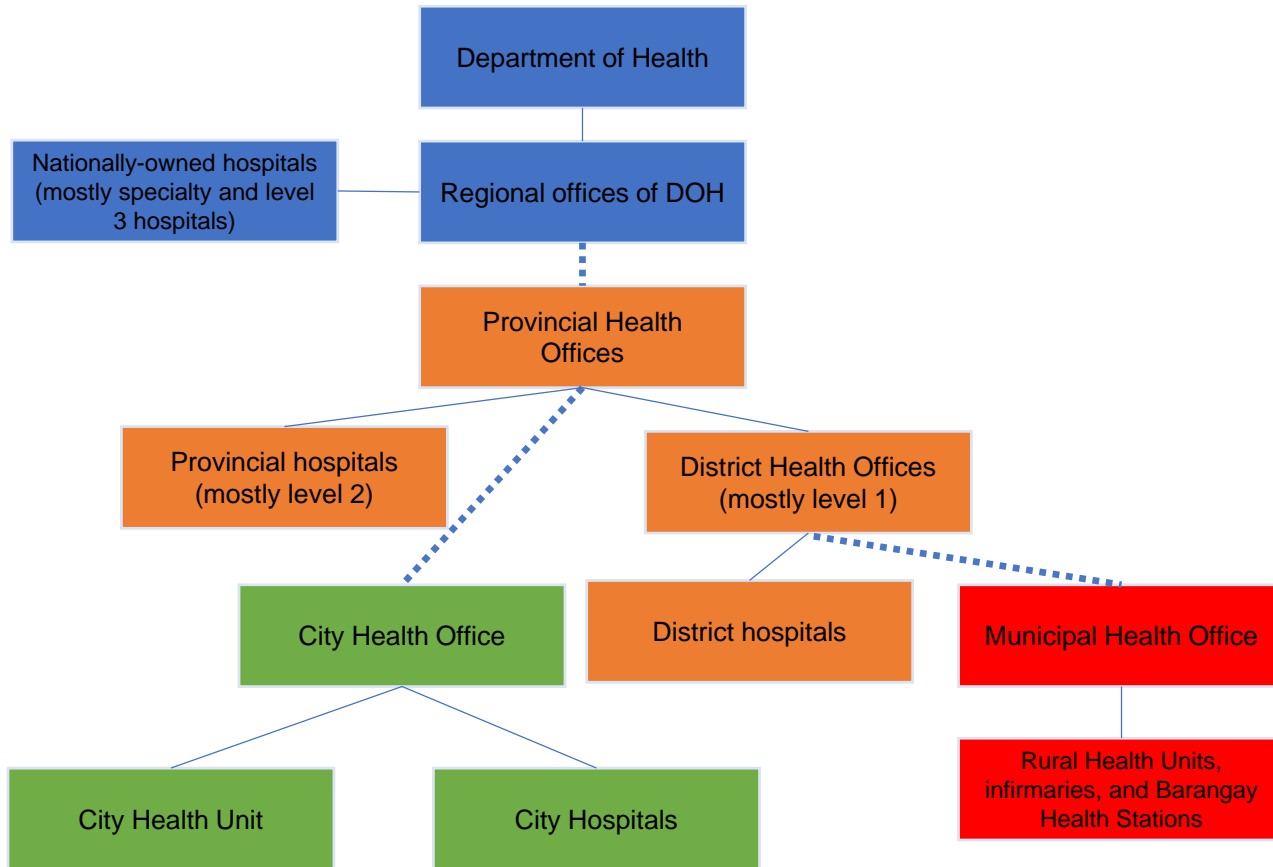 Department of Health
Nationally-owned hospitals
(mostly specialty and level
3 hospitals)
Regional offices of DOH
Provincial Health
Offices
Provincial hospitals
(mostly level 2)
District Health Offices
(mostly level 1)
City Health Office
District hospitals
Municipal Health Office
City Health Unit
City Hospitals
Rural Health Units,
infirmaries, and Barangay
Health Stations